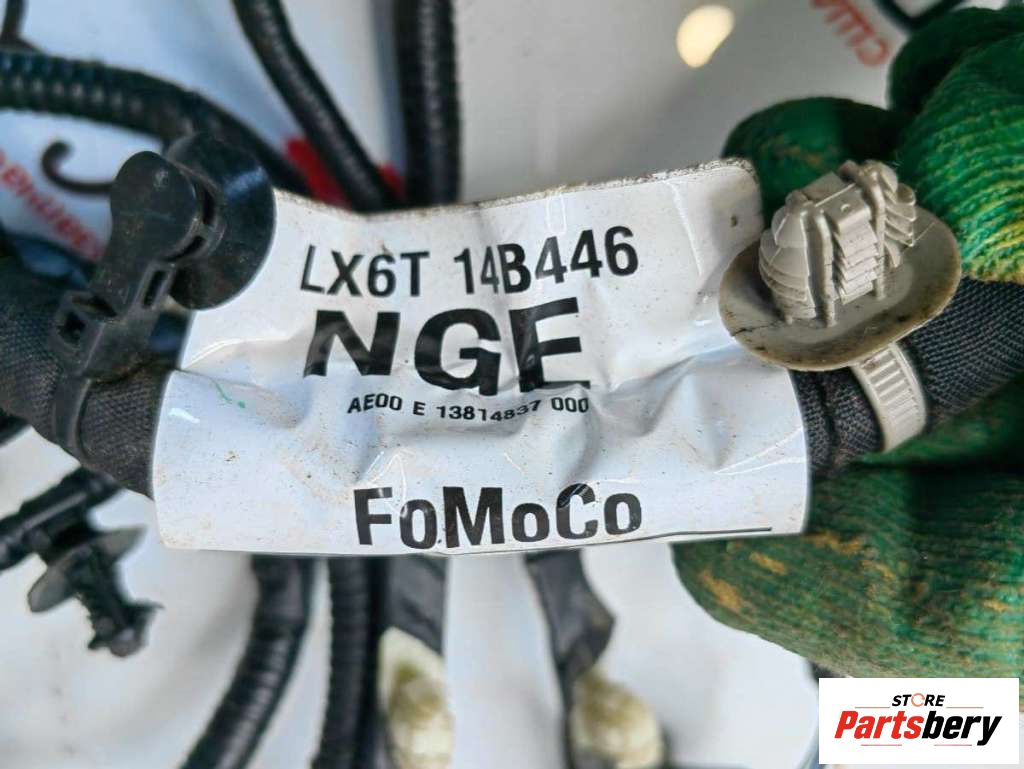 LX6T 14B446
NGE
AE00 E 13814837 000
FoMoCo
STORE
Partsbery